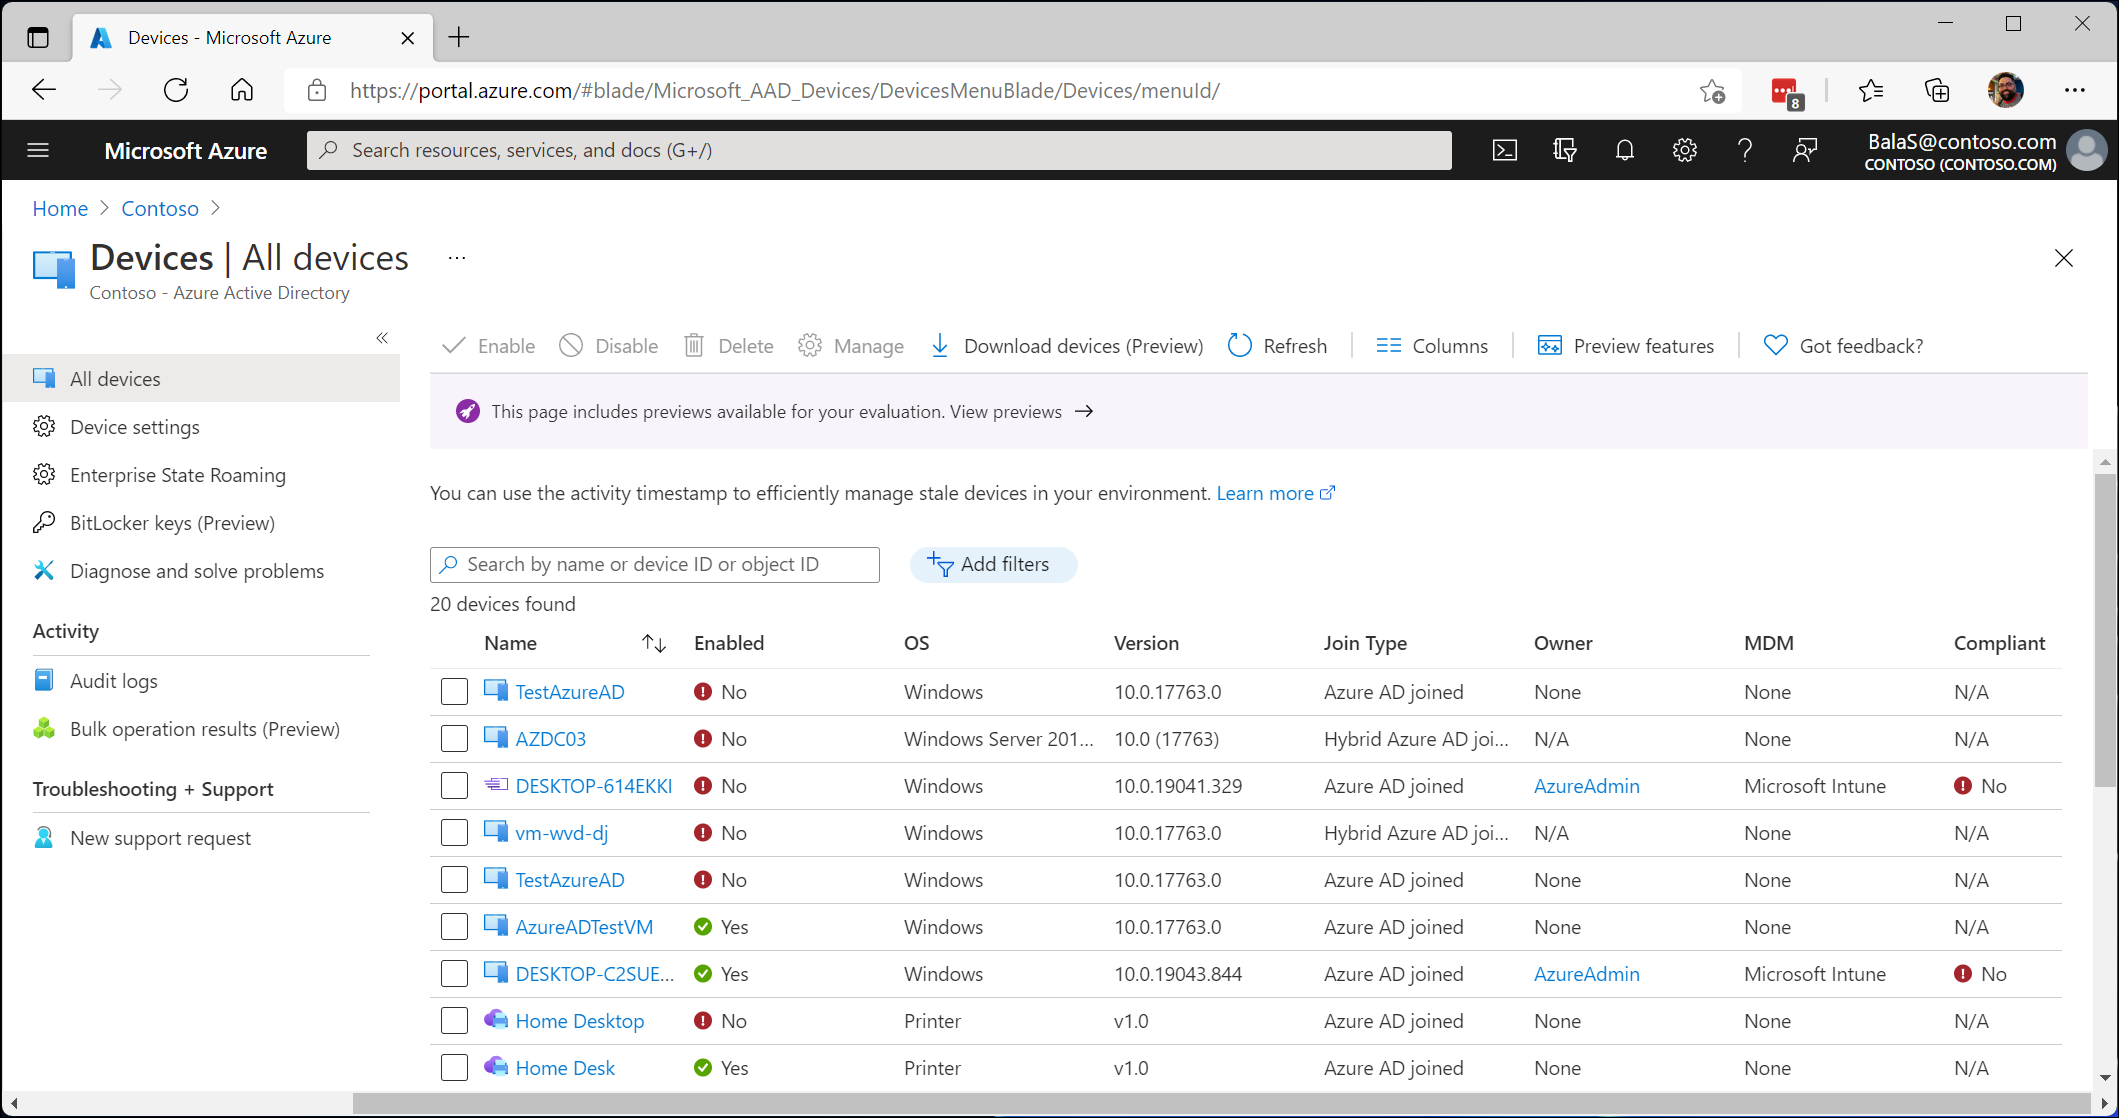 Devices - Microsoft Azure
https://portal.azure.com/#blade/Microsoft_AAD_Devices/DevicesMenuBlade/Devices/menuId/
8
Microsoft Azure
Search resources, services, and docs (G+/)
BalaS@contoso.com
CONTOSO (CONTOSO.COM)
Home > Contoso >
Devices | All devices ...
Contoso - Azure Active Directory
All devices
Device settings
Enterprise State Roaming
BitLocker keys (Preview)
Diagnose and solve problems
Activity
Audit logs
Bulk operation results (Preview)
Troubleshooting + Support
New support request
Enable Disable Delete Manage Download devices (Preview) Refresh Columns Preview features Got feedback?
This page includes previews available for your evaluation. View previews →
You can use the activity timestamp to efficiently manage stale devices in your environment. Learn more
Search by name or device ID or object ID
Add filters
20 devices found
Name Enabled OS Version Join Type Owner MDM Compliant
TestAzureAD No Windows 10.0.17763.0 Azure AD joined None None N/A
AZDC03 No Windows Server 201... 10.0 (17763) Hybrid Azure AD joi... N/A None N/A
DESKTOP-614EKKI No Windows 10.0.19041.329 Azure AD joined AzureAdmin Microsoft Intune No
vm-wvd-dj No Windows 10.0.17763.0 Hybrid Azure AD joi... N/A None N/A
TestAzureAD No Windows 10.0.17763.0 Azure AD joined None None N/A
AzureADTestVM Yes Windows 10.0.17763.0 Azure AD joined None None N/A
DESKTOP-C2SUE... Yes Windows 10.0.19043.844 Azure AD joined AzureAdmin Microsoft Intune No
Home Desktop No Printer v1.0 Azure AD joined None None N/A
Home Desk Yes Printer v1.0 Azure AD joined None None N/A